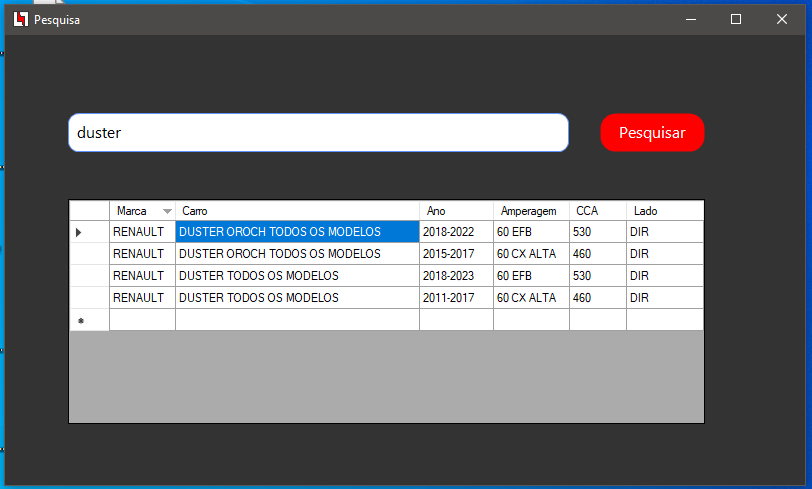 Pesquisa
duster
Pesquisar
Marca Carro Ano Amperagem CCA Lado
RENAULT DUSTER OROCH TODOS OS MODELOS 2018-2022 60 EFB 530 DIR
RENAULT DUSTER OROCH TODOS OS MODELOS 2015-2017 60 CX ALTA 460 DIR
RENAULT DUSTER TODOS OS MODELOS 2018-2023 60 EFB 530 DIR
RENAULT DUSTER TODOS OS MODELOS 2011-2017 60 CX ALTA 460 DIR